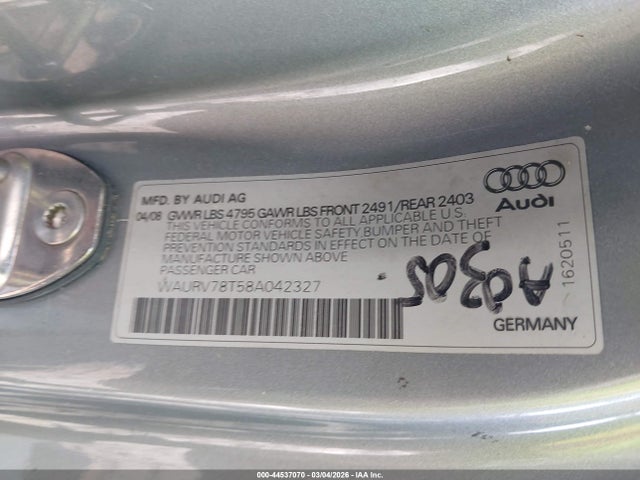 MFD. BY AUDI AG
04/08 GVWR LBS 4795 GAWR LBS FRONT 2491/REAR 2403
THIS VEHICLE CONFORMS TO ALL APPLICABLE U.S.
FEDERAL MOTOR VEHICLE SAFETY,BUMPER AND THEFT
PREVENTION STANDARDS IN EFFECT ON THE DATE OF
MANUFACTURE SHOWN ABOVE
PASSENGER CAR
WAURV78T58A042327
Audi
1620511
GERMANY
000-44537070 — 03/04/2026 — IAA Inc.